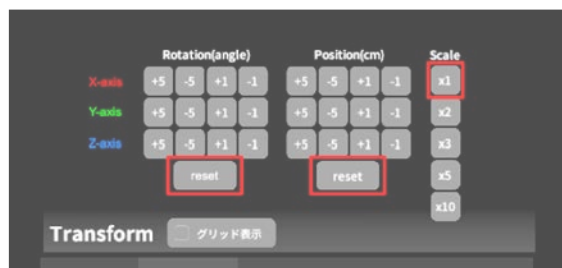 Rotation(angle) Position(cm) Scale
X-axis +5 -5 +1 -1 +5 -5 +1 -1 x1
Y-axis +5 -5 +1 -1 +5 -5 +1 -1 x2
Z-axis +5 -5 +1 -1 +5 -5 +1 -1 x3
reset reset x5
x10
Transform グリッド表示